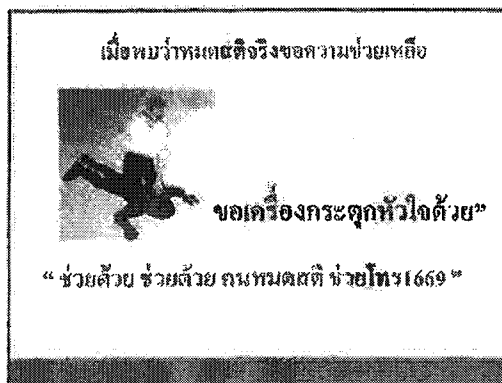 เมื่อพบว่าหมดสติจริงขอความช่วยเหลือ
ขอเครื่องกระตุกหัวใจด้วย”
“ ช่วยด้วย ช่วยด้วย คนหมดสติ ช่วยโทร1669 ”